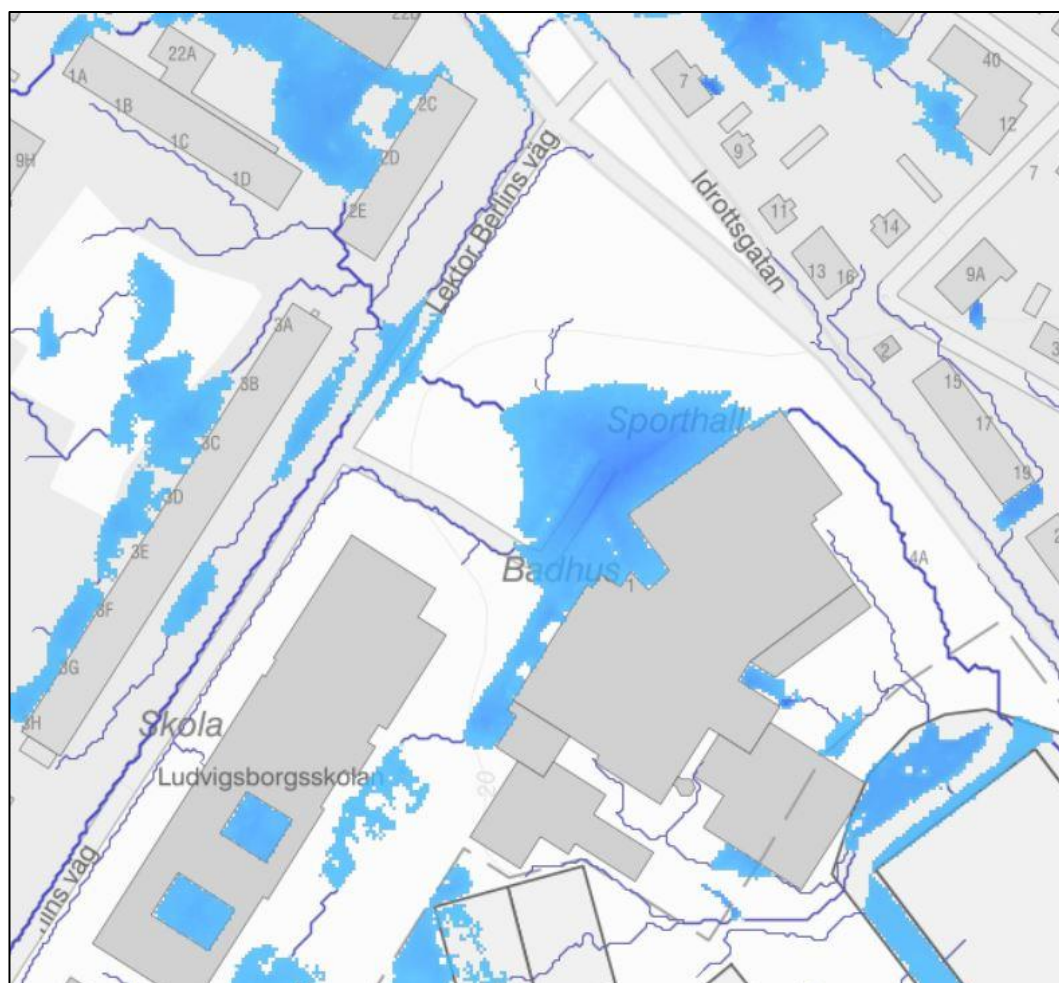 22B
22A
40
1A
7
2C
1B
12
1C
9
2D
9H
7
1D
Idrottsgatan
2E
11
14
Lektor Berlins väg
13
16
9A
3A
2
3
3B
15
Sporthall
17
3C
19
3D
2
3E
Badhus
4A
1
3F
3G
3H
Skola
Ludvigsborgsskolan
20
lins väg